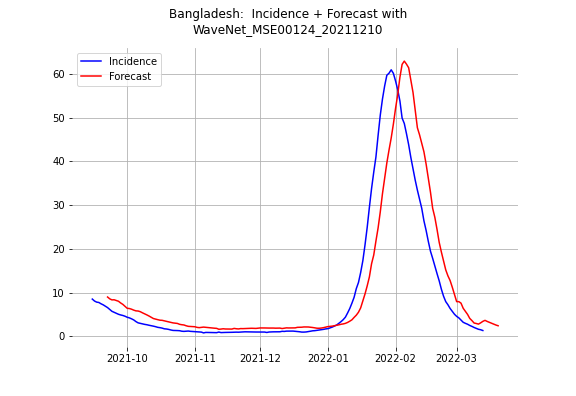 Bangladesh:  Incidence + Forecast with
WaveNet_MSE00124_20211210
Incidence
Forecast
60
50
40
30
20
10
0
2021-10 2021-11 2021-12 2022-01 2022-02 2022-03